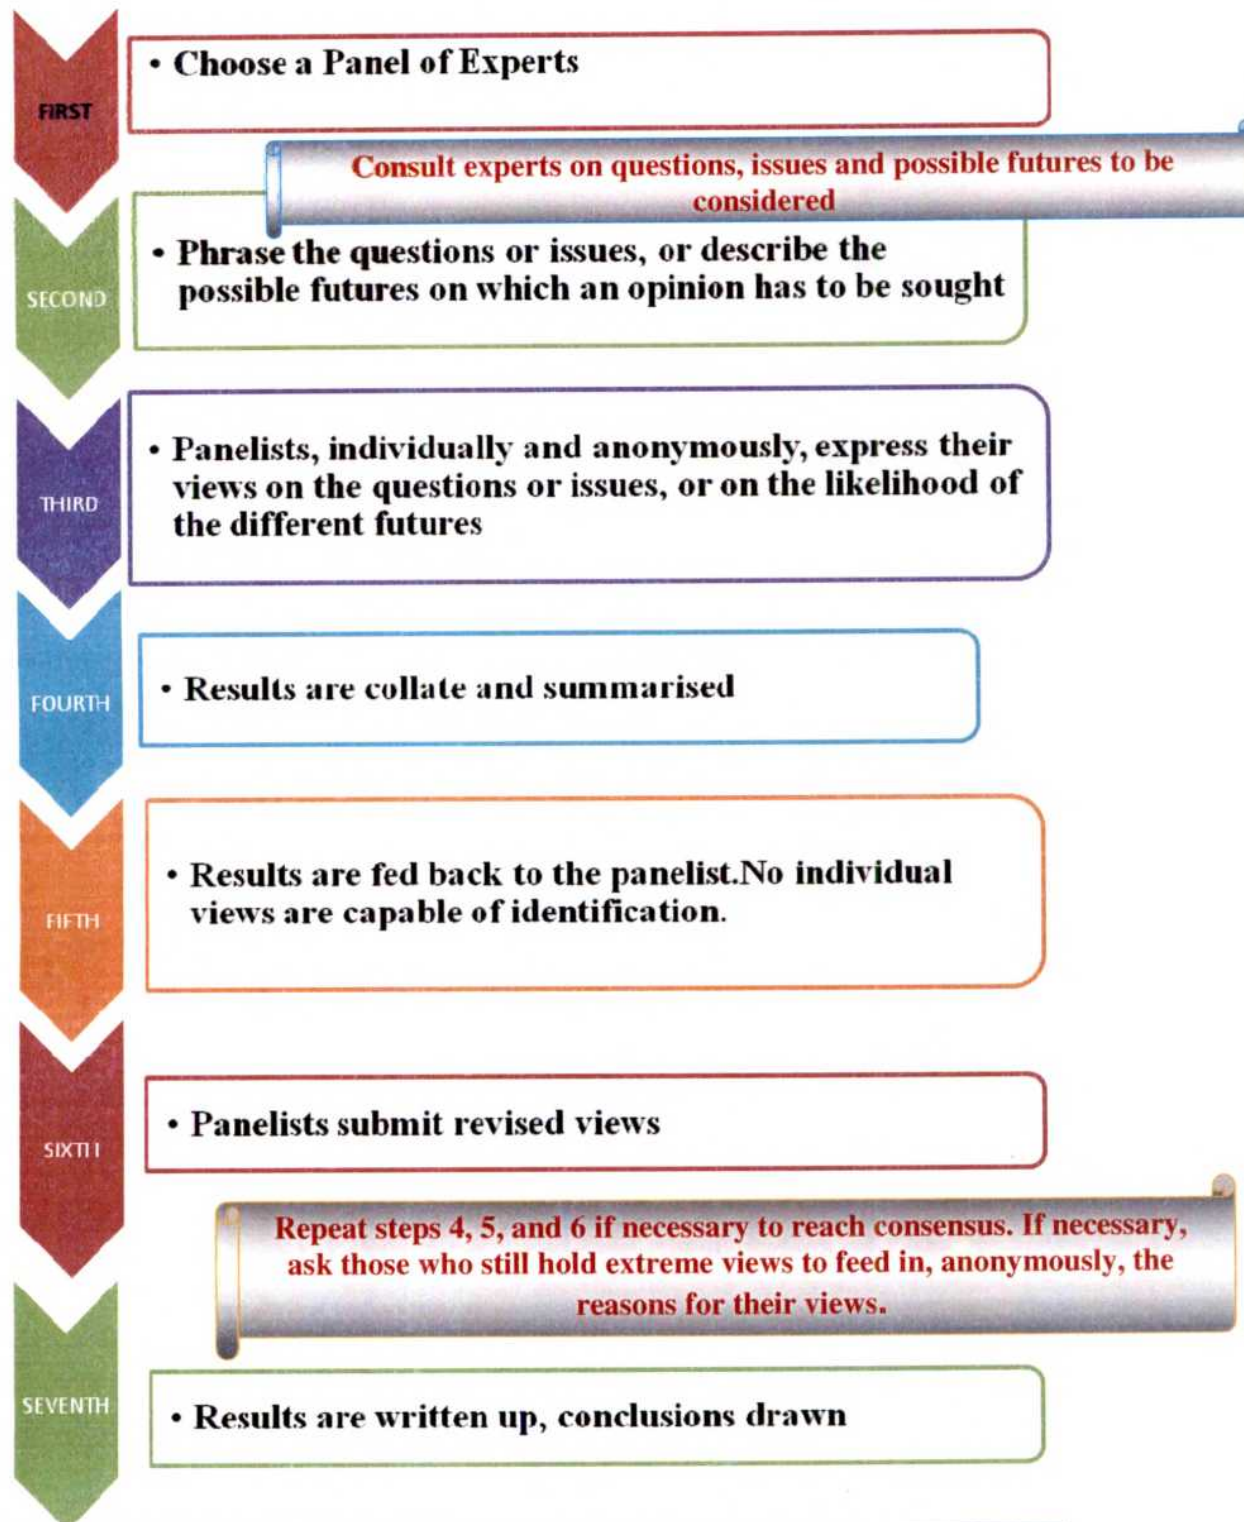 FIRST
• Choose a Panel of Experts
Consult experts on questions, issues and possible futures to be
considered
SECOND
• Phrase the questions or issues, or describe the
possible futures on which an opinion has to be sought
THIRD
• Panelists, individually and anonymously, express their
views on the questions or issues, or on the likelihood of
the different futures
FOURTH
• Results are collate and summarised
FIFTH
• Results are fed back to the panelist.No individual
views are capable of identification.
SIXTH
• Panelists submit revised views
Repeat steps 4, 5, and 6 if necessary to reach consensus. If necessary,
ask those who still hold extreme views to feed in, anonymously, the
reasons for their views.
SEVENTH
• Results are written up, conclusions drawn